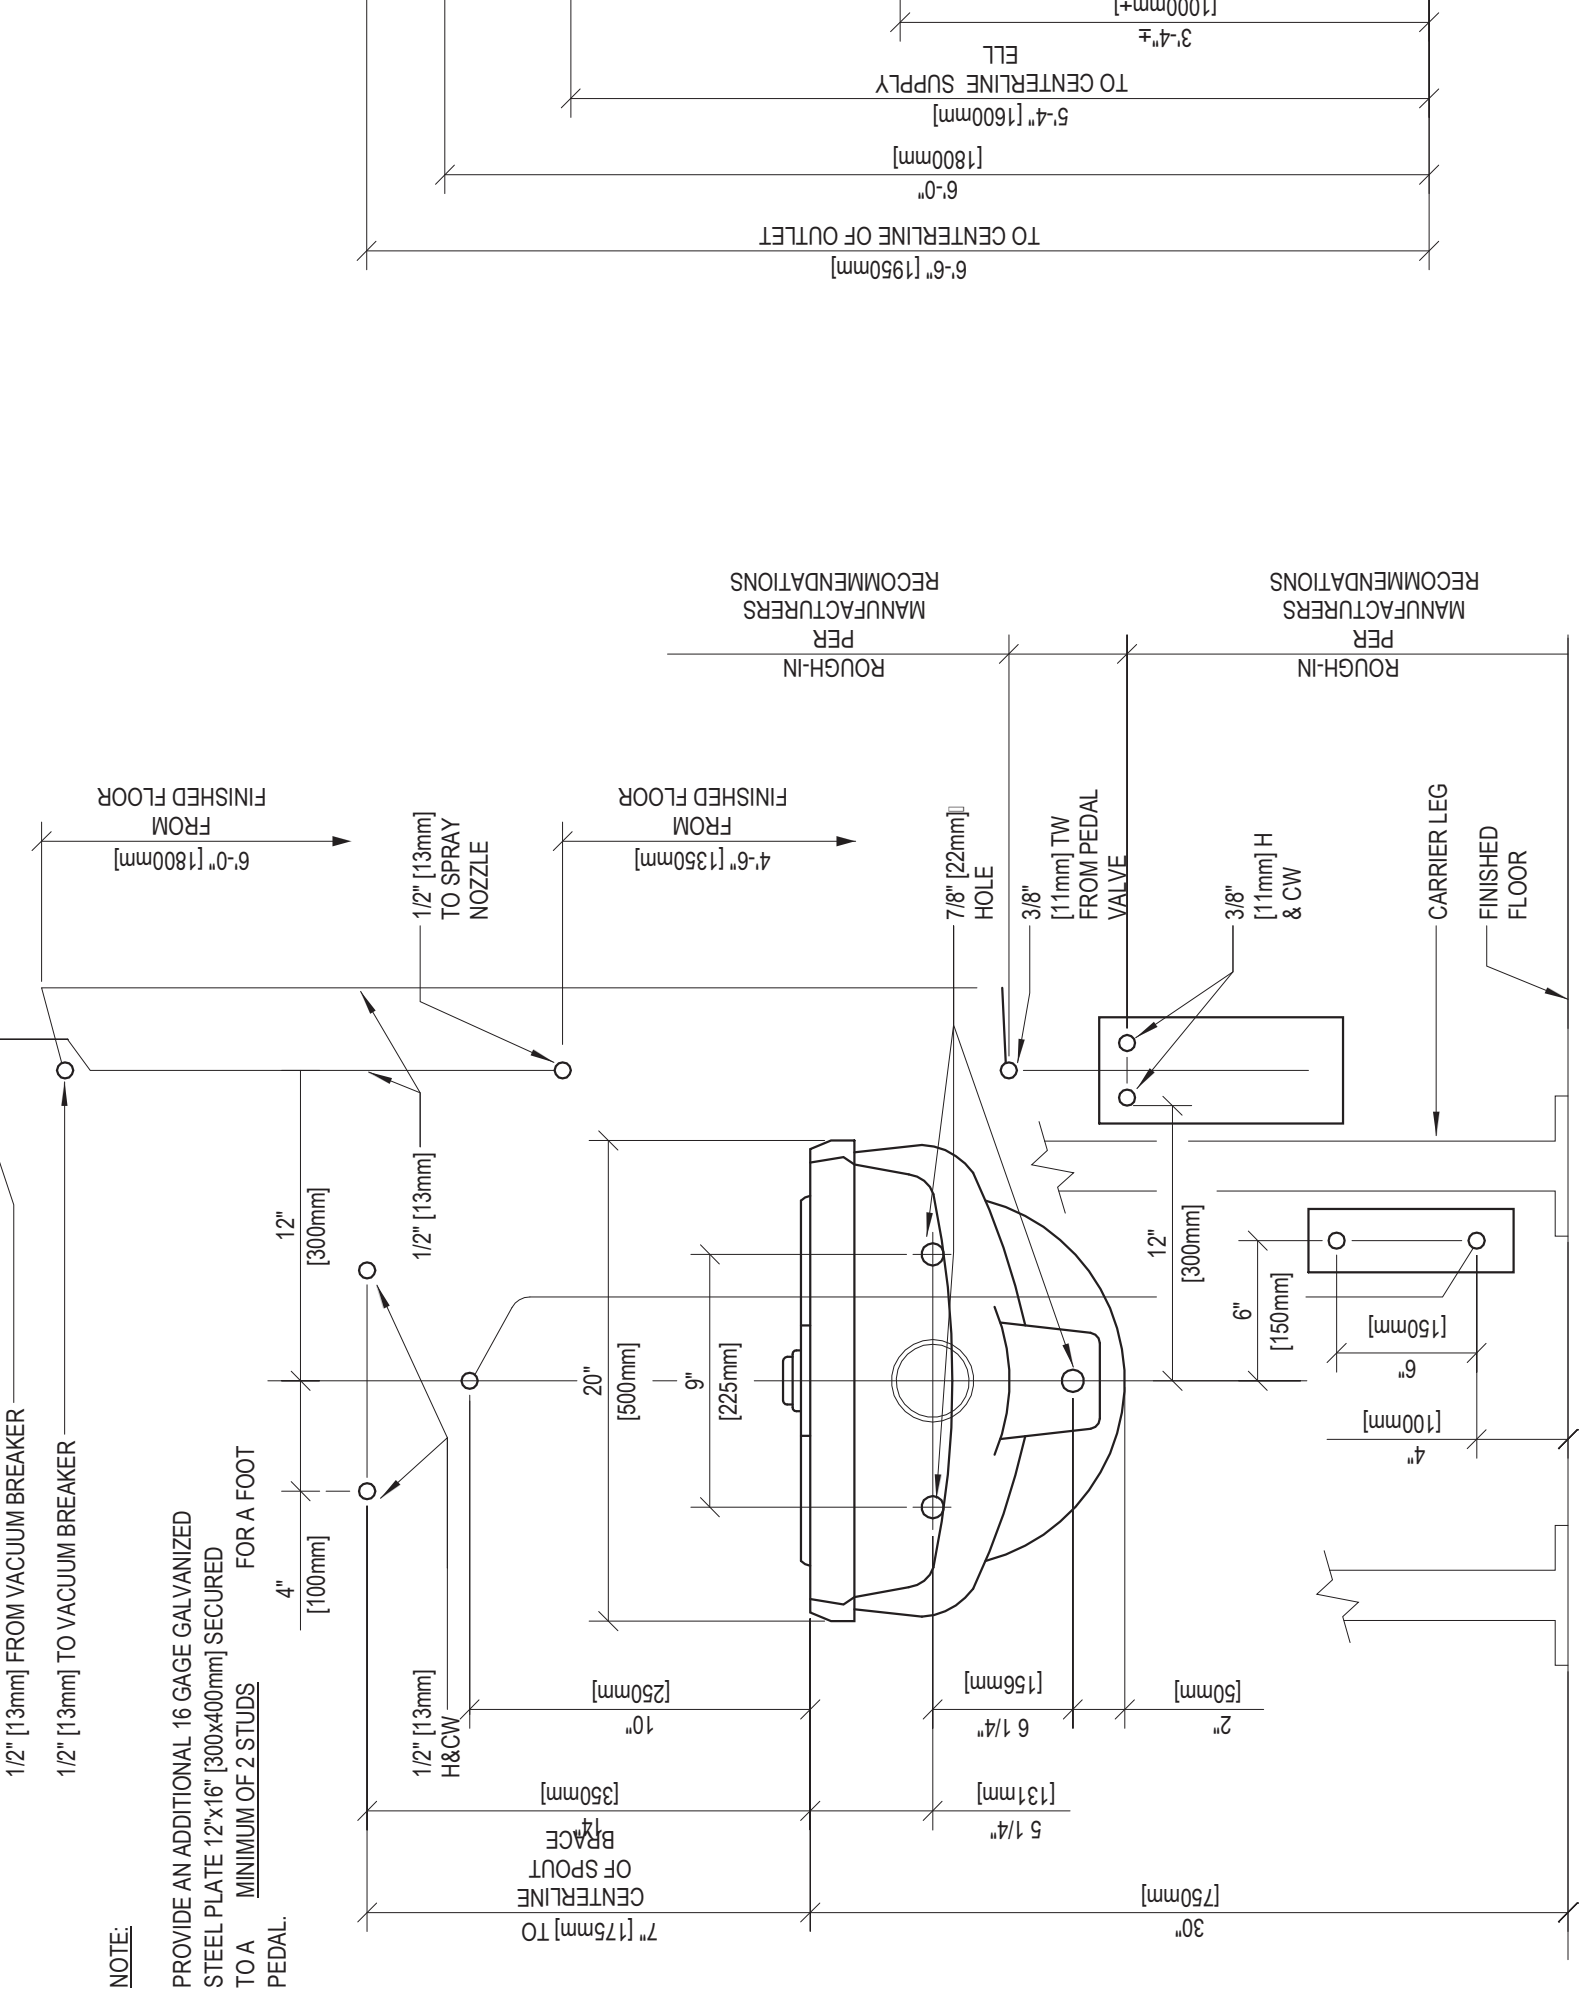 1/2" [13mm] FROM VACUUM BREAKER
1/2" [13mm] TO VACUUM BREAKER
NOTE:
PROVIDE AN ADDITIONAL 16 GAGE GALVANIZED
STEEL PLATE 12"x16" [300x400mm] SECURED
TO A MINIMUM OF 2 STUDS FOR A FOOT
PEDAL.
6'-0" [1800mm]
FROM
FINISHED FLOOR
4'-6" [1350mm]
FROM
FINISHED FLOOR
1/2" [13mm]
TO SPRAY
NOZZLE
1/2" [13mm]
12"
[300mm]
4"
[100mm]
1/2" [13mm]
H&CW
20"
[500mm]
9"
[225mm]
7/8" [22mm]
HOLE
3/8"
[11mm] TW
FROM PEDAL
VALVE
3/8"
[11mm] H
& CW
CARRIER LEG
FINISHED
FLOOR
12"
[300mm]
6"
[150mm]
6"
[150mm]
4"
[100mm]
10"
[250mm]
6 1/4"
[156mm]
2"
[50mm]
14"
[350mm]
5 1/4"
[131mm]
7" [175mm] TO
CENTERLINE
OF SPOUT
BRACE
30"
[750mm]
ROUGH-IN
PER
MANUFACTURERS
RECOMMENDATIONS
ROUGH-IN
PER
MANUFACTURERS
RECOMMENDATIONS
6'-6" [1950mm]
TO CENTERLINE OF OUTLET
6'-0"
[1800mm]
5'-4" [1600mm]
TO CENTERLINE SUPPLY
ELL
3'-4"±
[1000mm±]